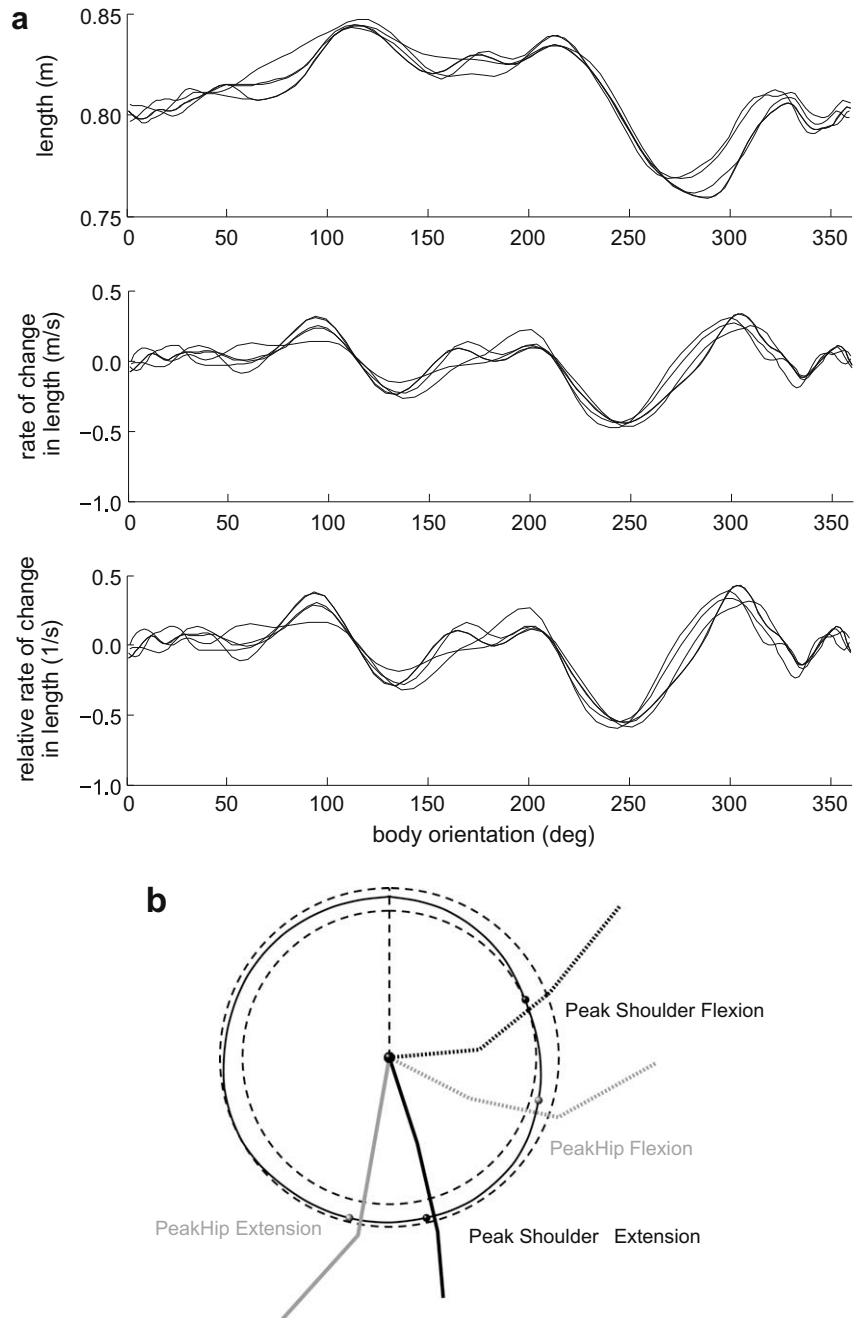 a
length (m)
0.85
0.80
0.75
0 50 100 150 200 250 300 350
rate of change
in length (m/s)
0.5
0.0
−0.5
−1.0
0 50 100 150 200 250 300 350
relative rate of change
in length (1/s)
0.5
0.0
−0.5
−1.0
0 50 100 150 200 250 300 350
body orientation (deg)
b
Peak Shoulder Flexion
PeakHip Flexion
PeakHip Extension
Peak Shoulder Extension